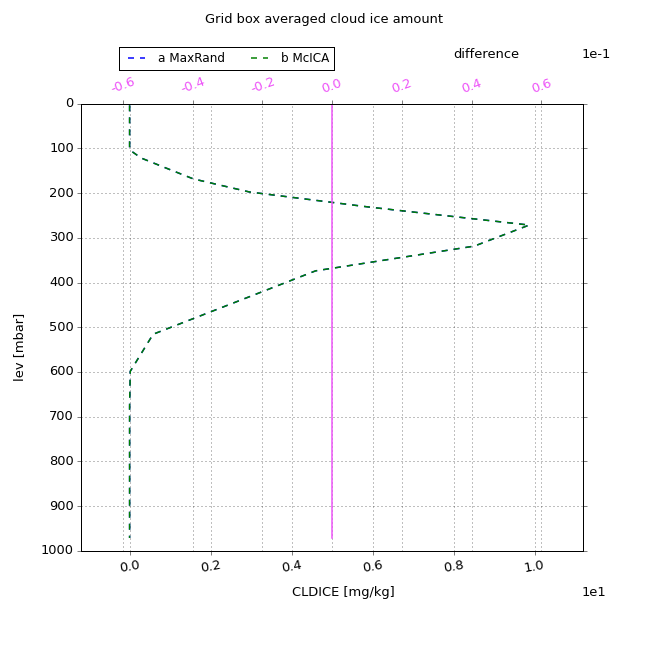 Grid box averaged cloud ice amount
a MaxRand b McICA
difference 1e-1
-0.6 -0.4 -0.2 0.0 0.2 0.4 0.6
0
100
200
300
400
500
600
700
800
900
1000
lev [mbar]
0.0 0.2 0.4 0.6 0.8 1.0
CLDICE [mg/kg] 1e1